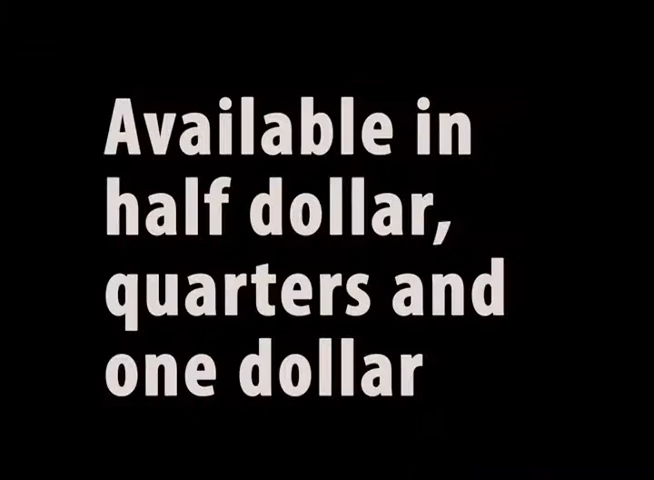 Available in
half dollar,
quarters and
one dollar